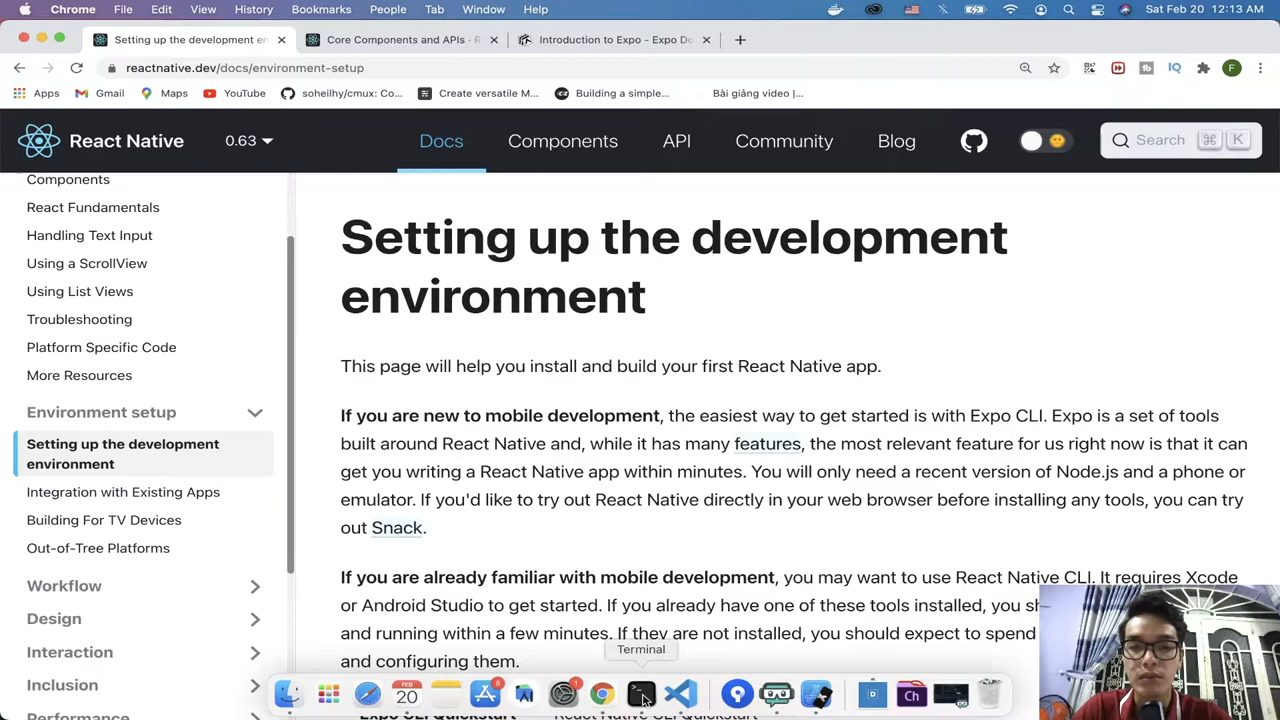 Chrome File Edit View History Bookmarks People Tab Window Help Sat Feb 20 12:13 AM
Setting up the development en Core Components and APIs · R Introduction to Expo - Expo Do
reactnative.dev/docs/environment-setup F
Apps Gmail Maps YouTube soheilhy/cmux: Co... Create versatile M... Building a simple... Bài giảng video |...
React Native 0.63 Docs Components API Community Blog Search ⌘ K
Components
React Fundamentals
Handling Text Input
Using a ScrollView
Using List Views
Troubleshooting
Platform Specific Code
More Resources
Environment setup
Setting up the development
environment
Integration with Existing Apps
Building For TV Devices
Out-of-Tree Platforms
Workflow
Design
Interaction
Inclusion
Performance
Setting up the development
environment
This page will help you install and build your first React Native app.
If you are new to mobile development, the easiest way to get started is with Expo CLI. Expo is a set of tools
built around React Native and, while it has many features, the most relevant feature for us right now is that it can
get you writing a React Native app within minutes. You will only need a recent version of Node.js and a phone or
emulator. If you'd like to try out React Native directly in your web browser before installing any tools, you can try
out Snack.
If you are already familiar with mobile development, you may want to use React Native CLI. It requires Xcode
or Android Studio to get started. If you already have one of these tools installed, you sh
and running within a few minutes. If they are not installed, you should expect to spend
and configuring them.
Terminal
FEB
20
6
1
Ch
Expo CLI Quickstart React Native CLI Quickstart